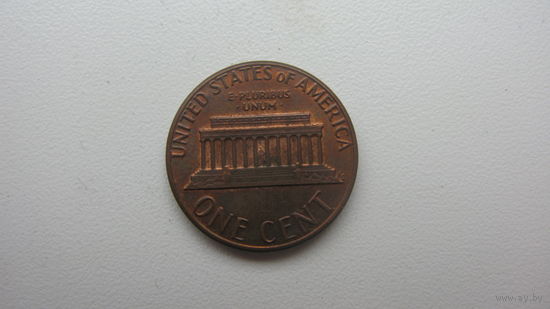 UNITED STATES OF AMERICA
E·PLURIBUS
·UNUM·
ONE CENT
www.ay.by